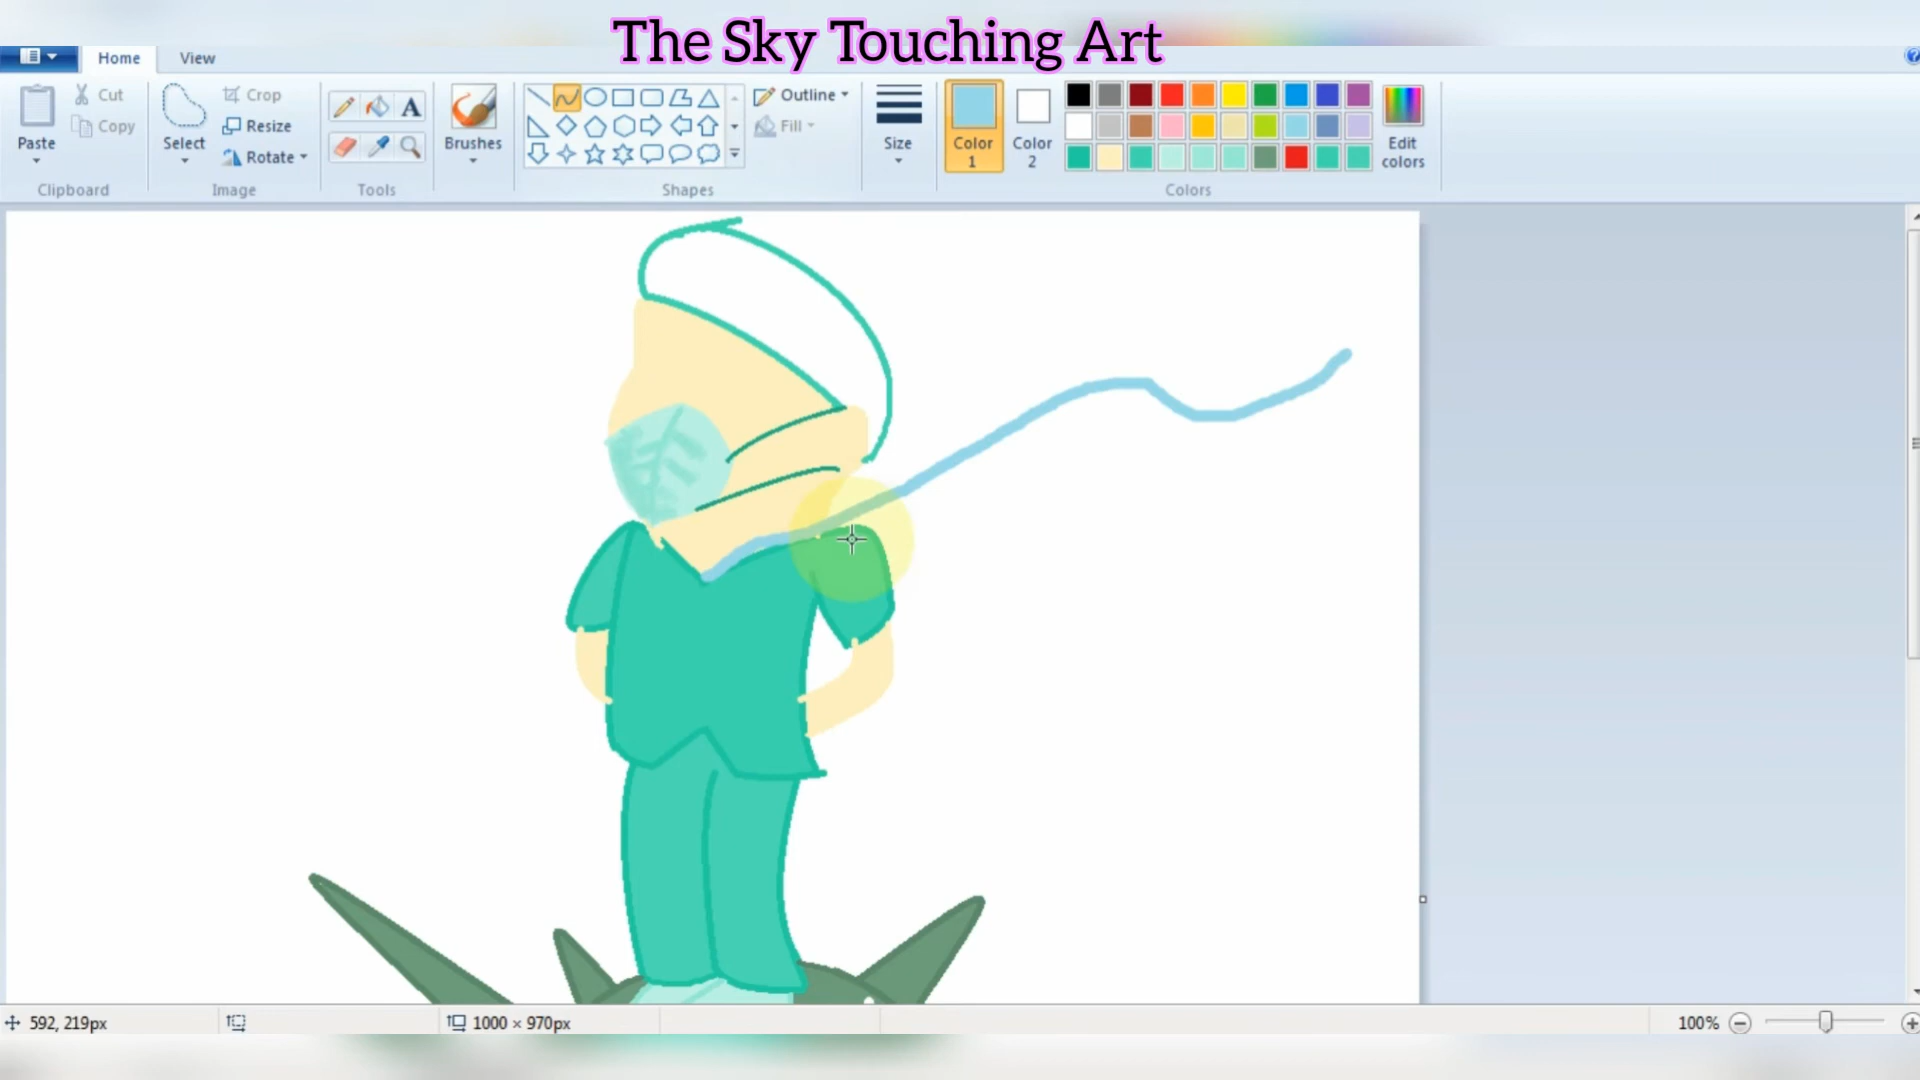 The Sky Touching Art
Home View
Cut
Copy
Paste
Clipboard
Select
Crop
Resize
Rotate
Image
Tools
A
Brushes
Outline
Fill
Shapes
Size
Color
1
Color
2
Edit
colors
Colors
592, 219px
1000 × 970px
100%